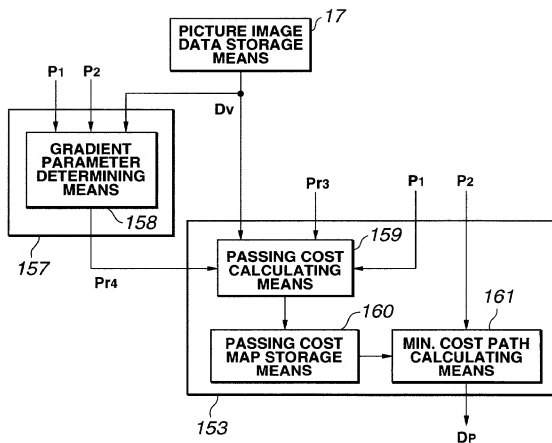 17
PICTURE IMAGE
DATA STORAGE
MEANS
P1
P2
Dv
GRADIENT
PARAMETER
DETERMINING
MEANS
158
157
Pr3
P1
P2
Pr4
159
PASSING COST
CALCULATING
MEANS
160
161
PASSING COST
MAP STORAGE
MEANS
MIN. COST PATH
CALCULATING
MEANS
153
DP